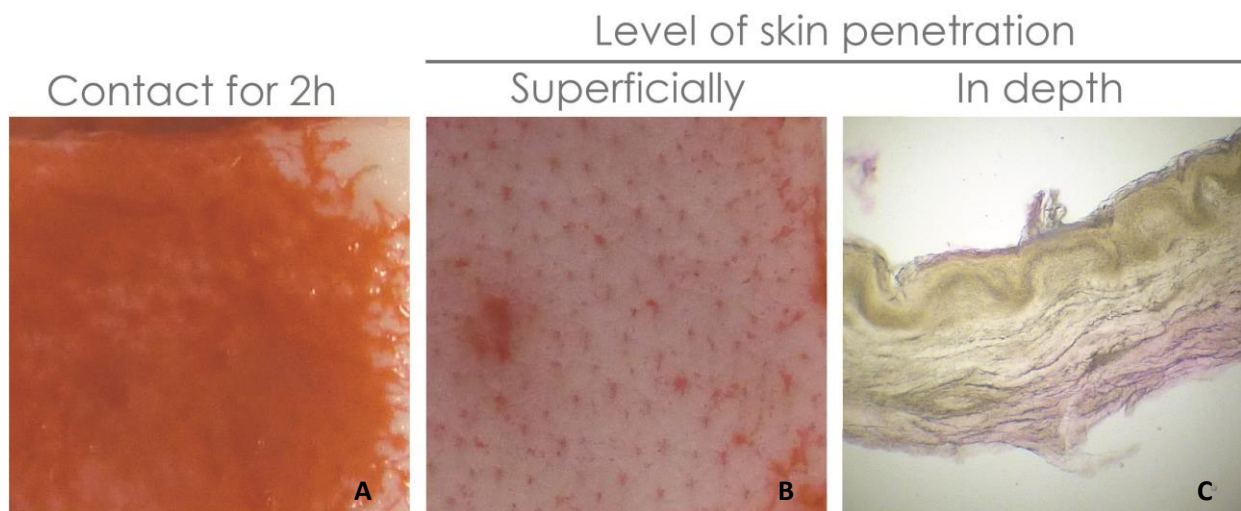 Level of skin penetration
Contact for 2h
Superficially
In depth
A
B
C